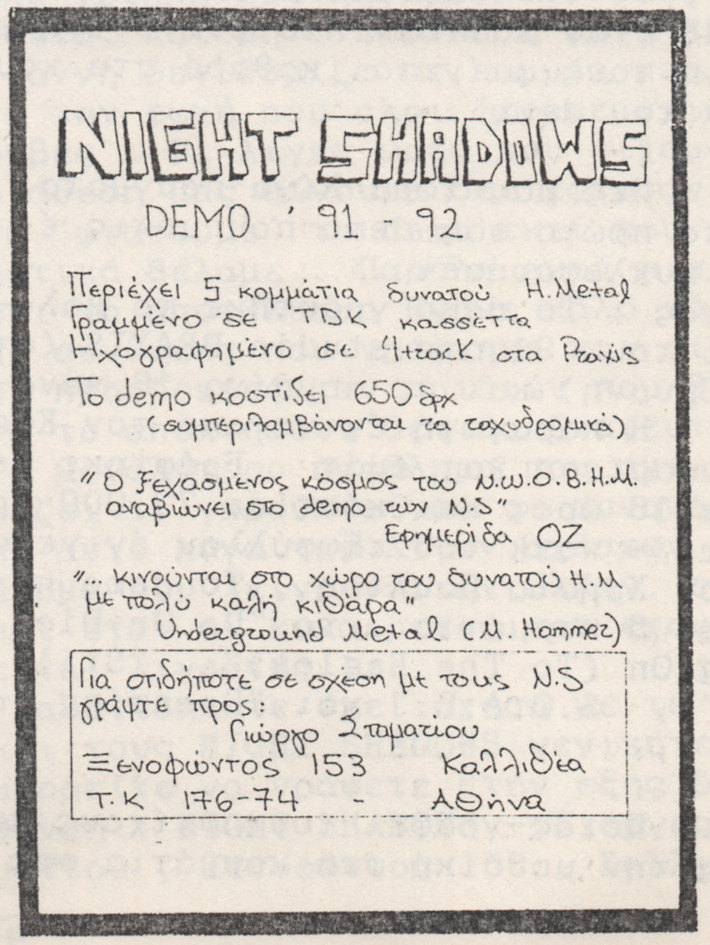 NIGHT SHADOWS
DEMO '91 - 92
Περιέχει 5 κομμάτια δυνατού H.Metal
Γραμμένο σε TDK κασσέττα
Ηχογραφημένο σε 4ρακ στα Praxis
Το demo κοστίζει 650 δρχ
(συμπεριλαμβάνονται τα ταχυδρομικά)
"Ο ξεχασμένος κόσμος του N.W.O.B.H.M.
αναβιώνει στο demo των N.S"
Εφημερίδα OZ
".. κινούνται στο χώρο του δυνατού H.M
με πολύ καλή κιθάρα"
Underground Metal (M. Hammer)
Για οτιδήποτε σε σχέση με τους N.S
γράψτε προς:
Γιώργο Σταματίου
Ξενοφώντος 153 Καλλιθέα
Τ.Κ 176-74 - Αθήνα